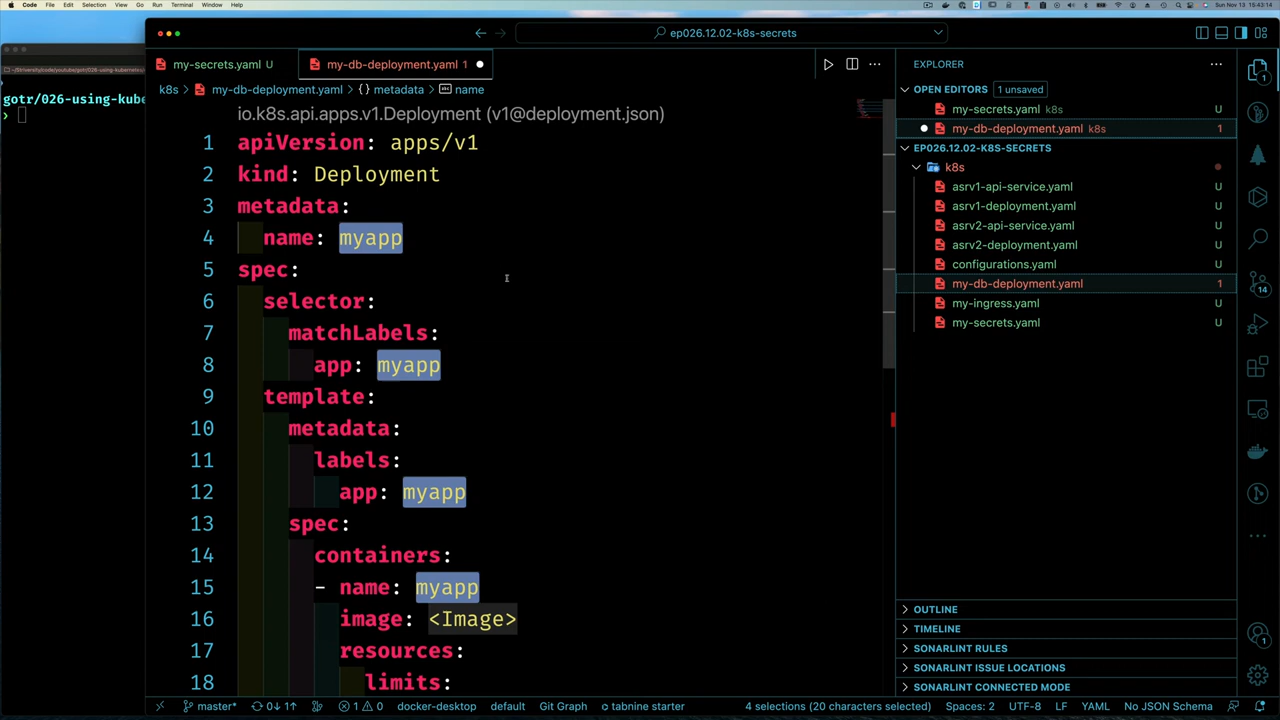 Code File Edit Selection View Go Run Terminal Window Help
Sun Nov 13 15:43:14
ep026.12.02-k8s-secrets
gotr/026-using-kube
my-secrets.yaml U
my-db-deployment.yaml 1
k8s > my-db-deployment.yaml > {} metadata > name
io.k8s.api.apps.v1.Deployment (v1@deployment.json)
1 apiVersion: apps/v1
2 kind: Deployment
3 metadata:
4 name: myapp
5 spec:
6 selector:
7 matchLabels:
8 app: myapp
9 template:
10 metadata:
11 labels:
12 app: myapp
13 spec:
14 containers:
15 - name: myapp
16 image: <Image>
17 resources:
18 limits:
EXPLORER
OPEN EDITORS 1 unsaved
my-secrets.yaml k8s U
my-db-deployment.yaml k8s 1
EP026.12.02-K8S-SECRETS
k8s
asrv1-api-service.yaml U
asrv1-deployment.yaml U
asrv2-api-service.yaml U
asrv2-deployment.yaml U
configurations.yaml U
my-db-deployment.yaml 1
my-ingress.yaml U
my-secrets.yaml U
14
OUTLINE
TIMELINE
SONARLINT RULES
SONARLINT ISSUE LOCATIONS
SONARLINT CONNECTED MODE
1
master* 0↓ 1↑ 1 0 docker-desktop default Git Graph tabnine starter 4 selections (20 characters selected) Spaces: 2 UTF-8 LF YAML No JSON Schema